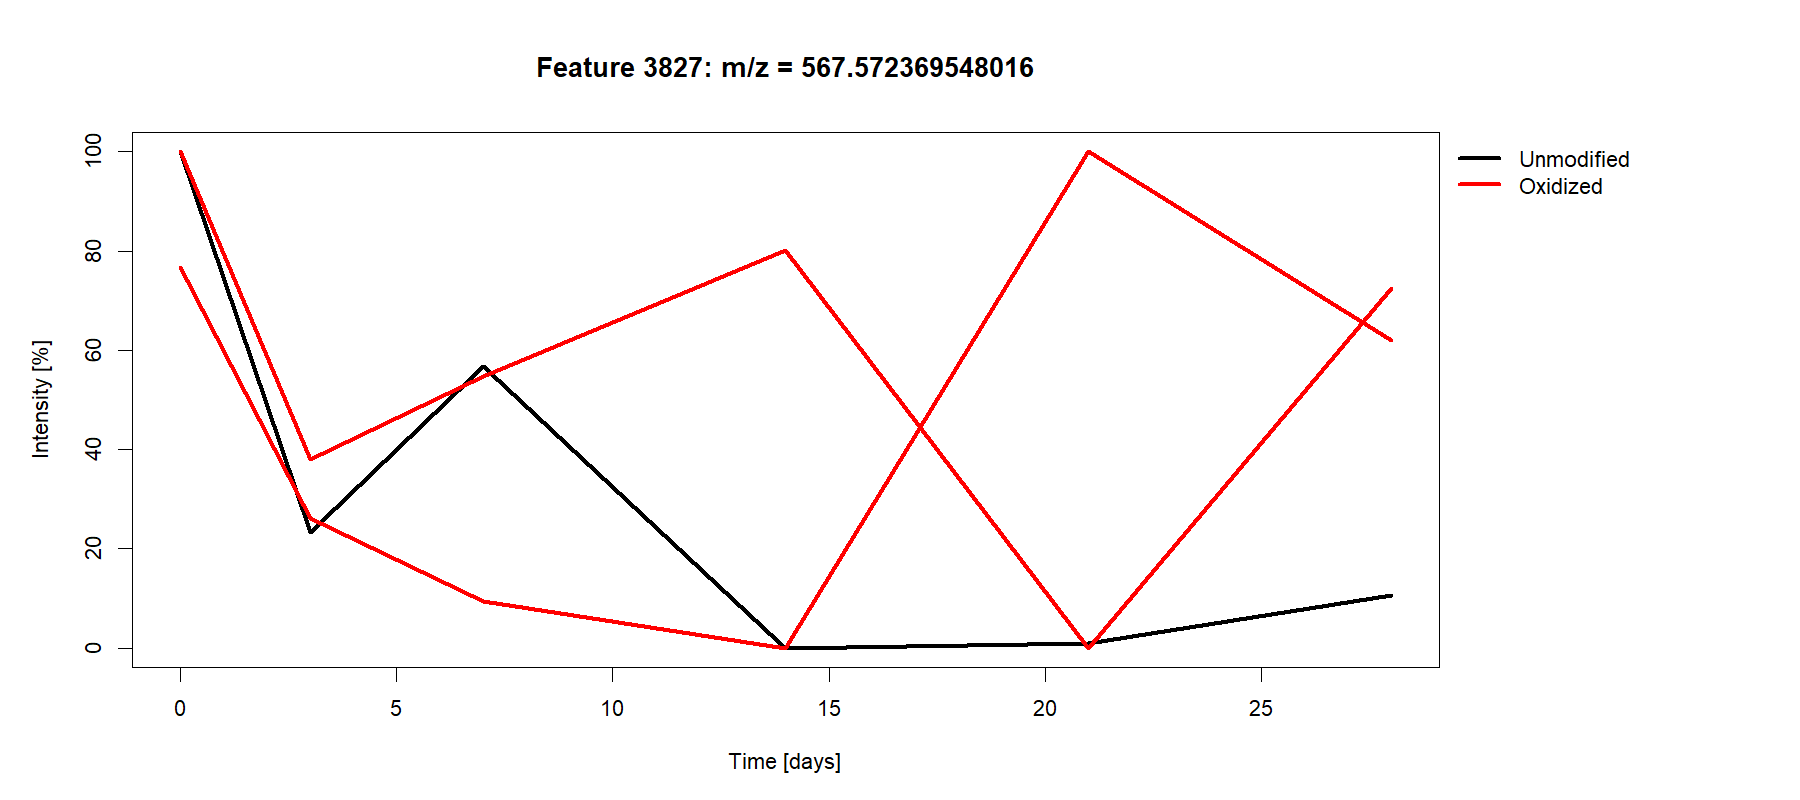 Feature 3827: m/z = 567.572369548016
100
80
60
40
20
0
Intensity [%]
0 5 10 15 20 25
Time [days]
Unmodified
Oxidized